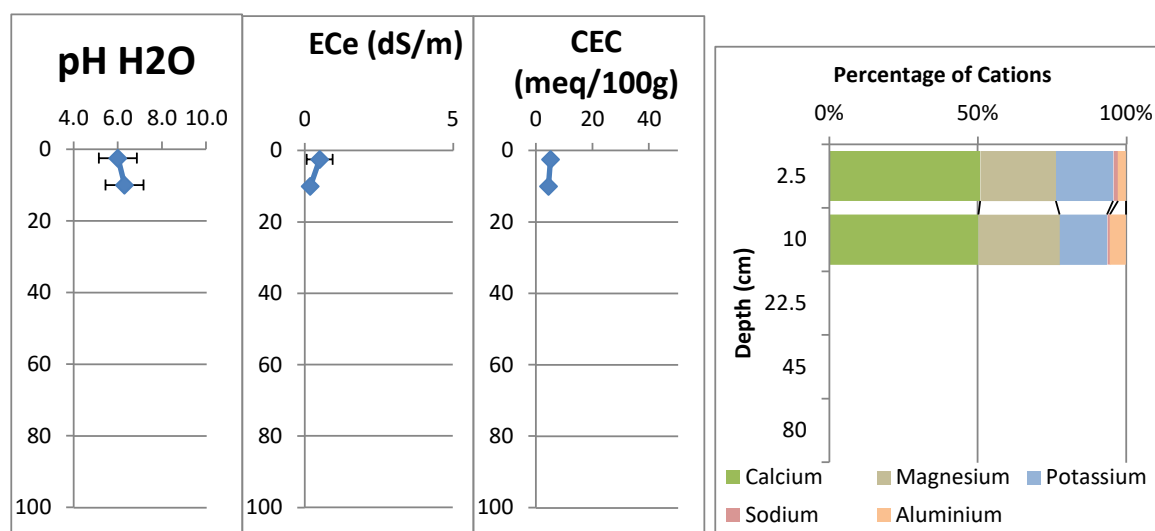 pH H2O
4.0 6.0 8.0 10.0
0
20
40
60
80
100
ECe (dS/m)
0 5
0
20
40
60
80
100
CEC
(meq/100g)
0 20 40
0
20
40
60
80
100
Percentage of Cations
0% 50% 100%
Depth (cm)
2.5
10
22.5
45
80
Calcium Magnesium Potassium
Sodium Aluminium